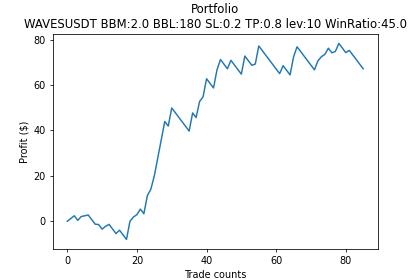 Portfolio
WAVESUSDT BBM:2.0 BBL:180 SL:0.2 TP:0.8 lev:10 WinRatio:45.0
80
60
40
20
0
Profit ($)
0 20 40 60 80
Trade counts